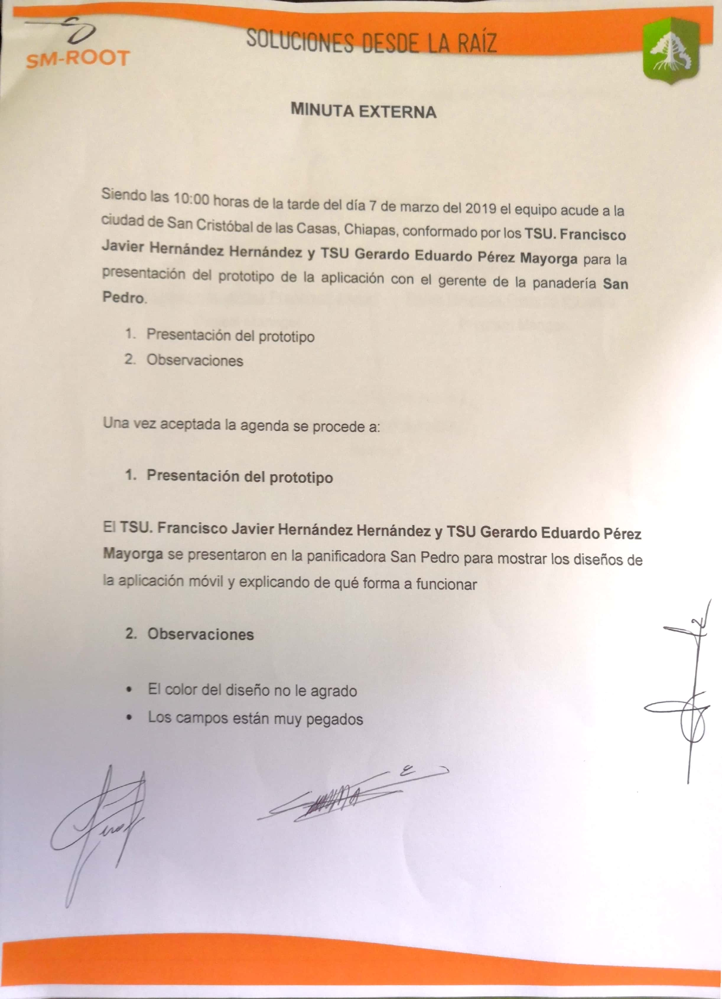 SM-ROOT
SOLUCIONES DESDE LA RAÍZ
MINUTA EXTERNA
Siendo las 10:00 horas de la tarde del día 7 de marzo del 2019 el equipo acude a la
ciudad de San Cristóbal de las Casas, Chiapas, conformado por los TSU. Francisco
Javier Hernández Hernández y TSU Gerardo Eduardo Pérez Mayorga para la
presentación del prototipo de la aplicación con el gerente de la panadería San
Pedro.
1. Presentación del prototipo
2. Observaciones
Una vez aceptada la agenda se procede a:
1. Presentación del prototipo
El TSU. Francisco Javier Hernández Hernández y TSU Gerardo Eduardo Pérez
Mayorga se presentaron en la panificadora San Pedro para mostrar los diseños de
la aplicación móvil y explicando de qué forma a funcionar
2. Observaciones
• El color del diseño no le agrado
• Los campos están muy pegados